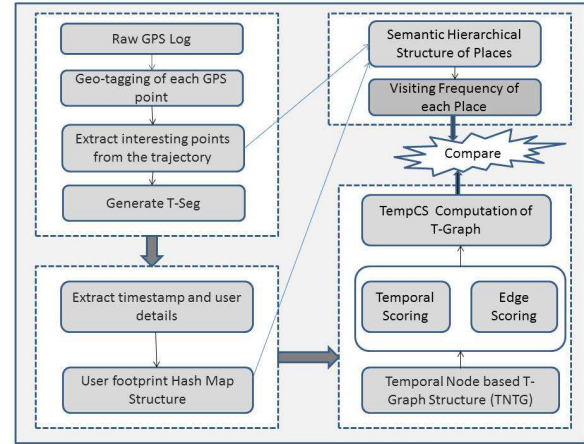 Raw GPS Log
Geo-tagging of each GPS
point
Extract interesting points
from the trajectory
Generate T-Seg
Extract timestamp and user
details
User footprint Hash Map
Structure
Semantic Hierarchical
Structure of Places
Visiting Frequency of
each Place
Compare
TempCS Computation of
T-Graph
Temporal
Scoring
Edge
Scoring
Temporal Node based T-
Graph Structure (TNTG)